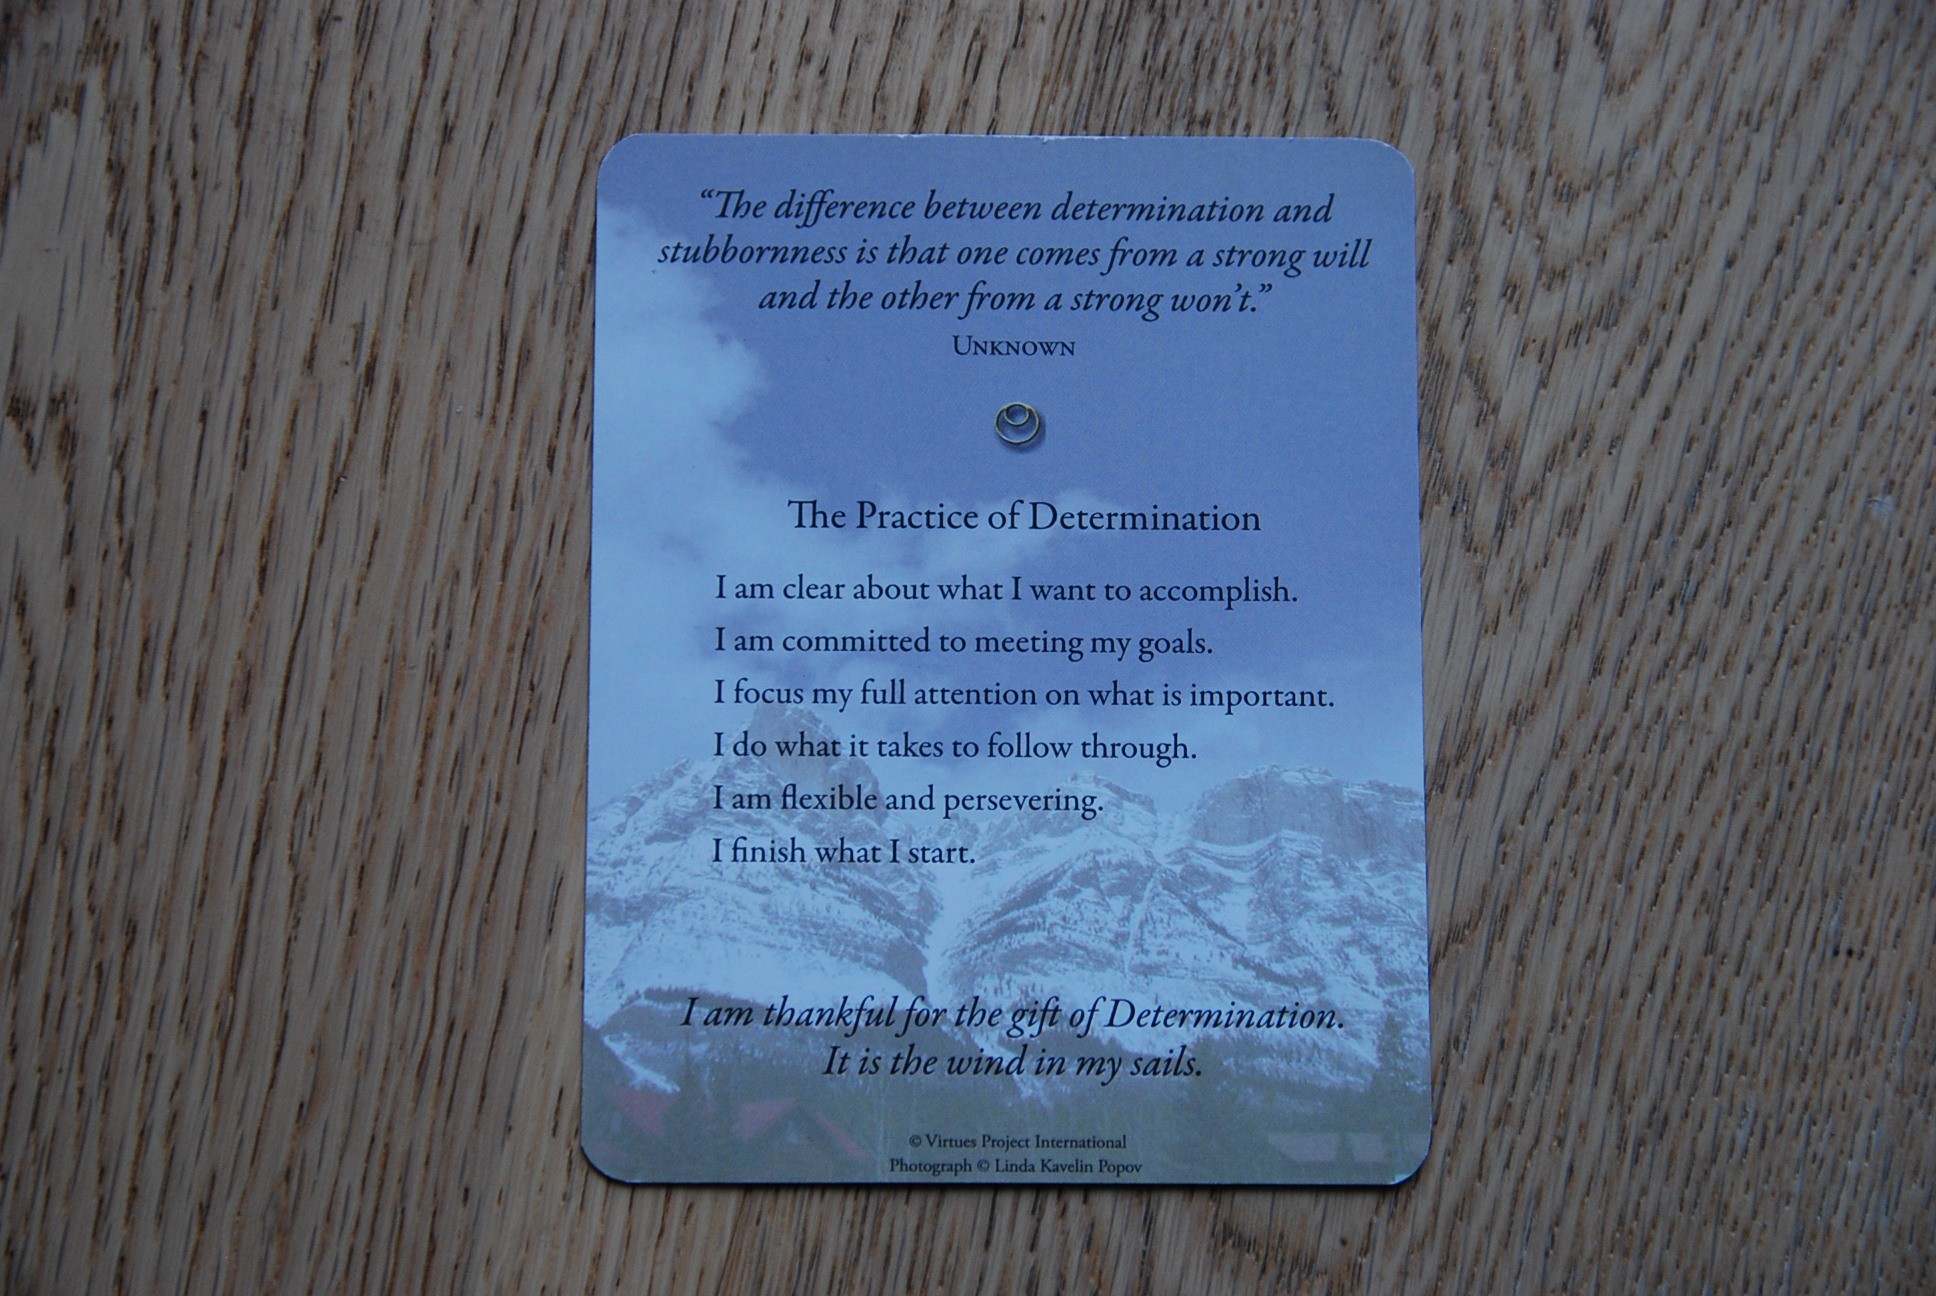 “The difference between determination and
stubbornness is that one comes from a strong will
and the other from a strong won’t.”
UNKNOWN
The Practice of Determination
I am clear about what I want to accomplish.
I am committed to meeting my goals.
I focus my full attention on what is important.
I do what it takes to follow through.
I am flexible and persevering.
I finish what I start.
I am thankful for the gift of Determination.
It is the wind in my sails.
© Virtues Project International
Photograph © Linda Kavelin Popov